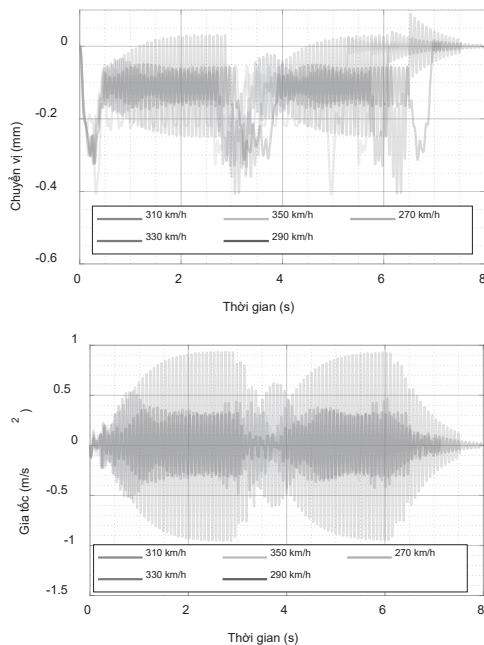 0
-0.2
-0.4
-0.6
Chuyển vị (mm)
310 km/h 350 km/h 270 km/h
330 km/h 290 km/h
0 2 4 6 8
Thời gian (s)
1
0.5
0
-0.5
-1
-1.5
Gia tốc (m/s 2 )
310 km/h 350 km/h 270 km/h
330 km/h 290 km/h
0 2 4 6 8
Thời gian (s)